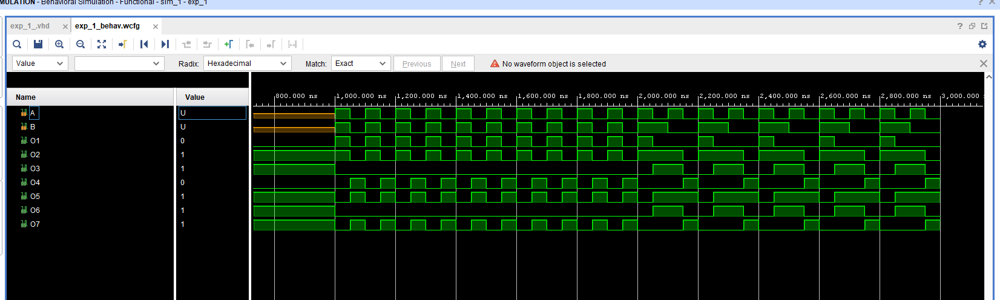 MULATION - Behavioral Simulation - Functional - sim_1 - exp_1
exp_1_.vhd
exp_1_behav.wcfg
Value
Radix: Hexadecimal
Match: Exact
Previous
Next
No waveform object is selected
Name Value
800.000 ns 1,000.000 ns 1,200.000 ns 1,400.000 ns 1,600.000 ns 1,800.000 ns 2,000.000 ns 2,200.000 ns 2,400.000 ns 2,600.000 ns 2,800.000 ns 3,000.000
A U
B U
O1 0
O2 1
O3 1
O4 0
O5 1
O6 1
O7 1